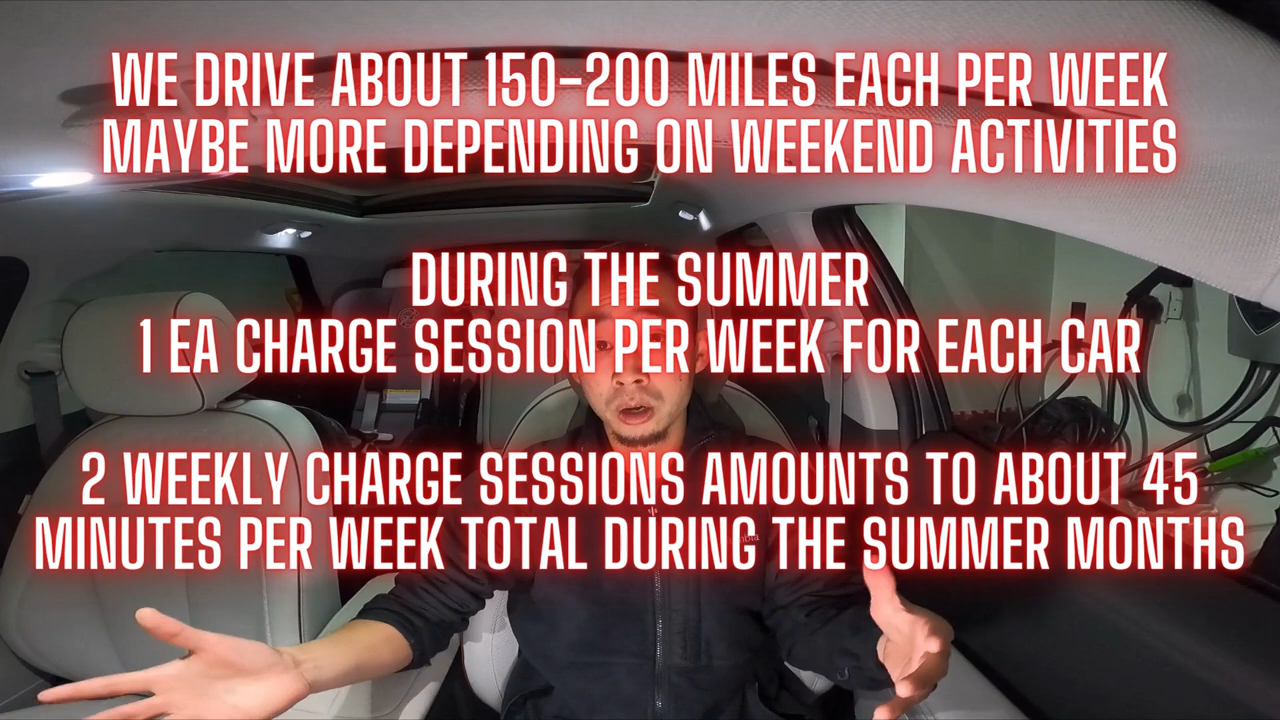 WE DRIVE ABOUT 150-200 MILES EACH PER WEEK
MAYBE MORE DEPENDING ON WEEKEND ACTIVITIES
DURING THE SUMMER
1 EA CHARGE SESSION PER WEEK FOR EACH CAR
2 WEEKLY CHARGE SESSIONS AMOUNTS TO ABOUT 45
MINUTES PER WEEK TOTAL DURING THE SUMMER MONTHS